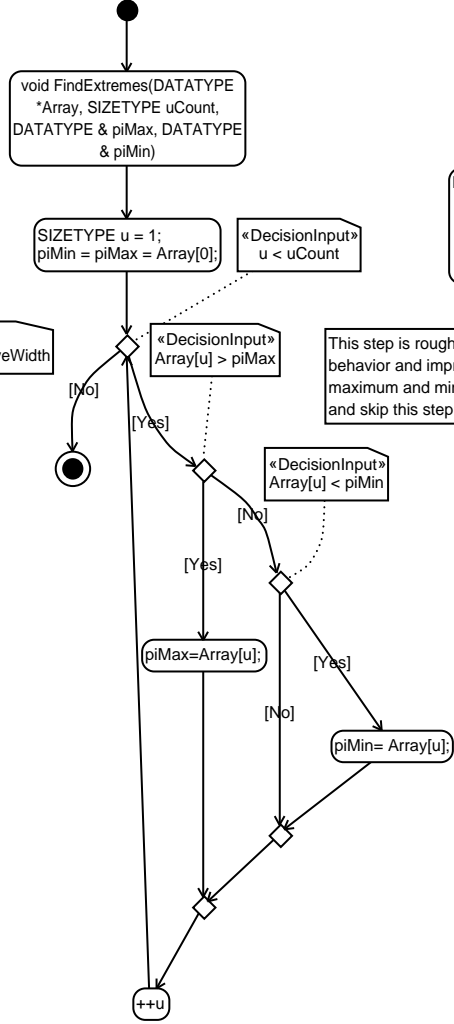 void FindExtremes(DATATYPE
*Array, SIZETYPE uCount,
DATATYPE & piMax, DATATYPE
& piMin)
SIZETYPE u = 1;
piMin = piMax = Array[0];
«DecisionInput»
u < uCount
«DecisionInput»
Array[u] > piMax
This step is rough
behavior and impr
maximum and min
and skip this step
veWidth
[No]
[Yes]
«DecisionInput»
Array[u] < piMin
[No]
[Yes]
piMax=Array[u];
[Yes]
[No]
piMin= Array[u];
++u